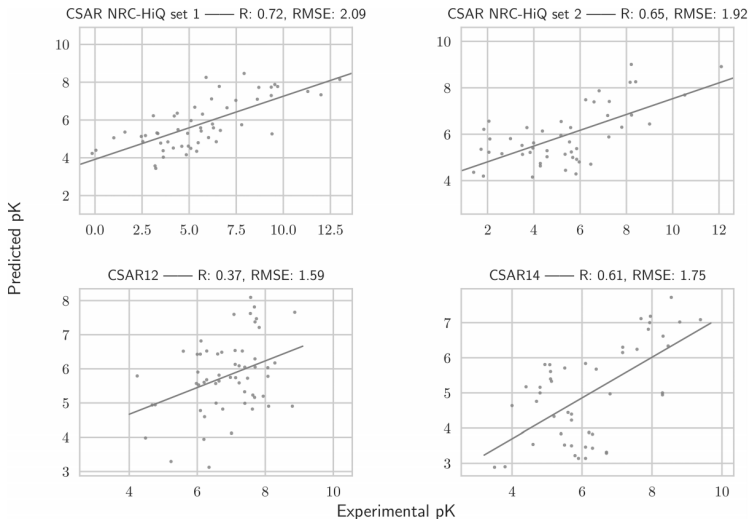 CSAR NRC-HiQ set 1 —— R: 0.72, RMSE: 2.09
10
8
6
4
2
0.0 2.5 5.0 7.5 10.0 12.5
CSAR NRC-HiQ set 2 —— R: 0.65, RMSE: 1.92
10
8
6
4
2 4 6 8 10 12
Predicted pK
CSAR12 —— R: 0.37, RMSE: 1.59
8
7
6
5
4
3
4 6 8 10
CSAR14 —— R: 0.61, RMSE: 1.75
7
6
5
4
3
4 6 8 10
Experimental pK